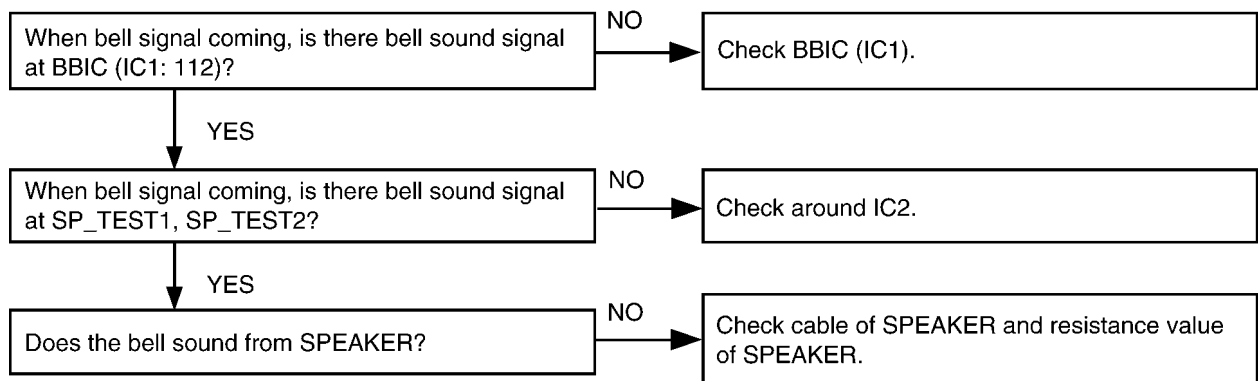 When bell signal coming, is there bell sound signal
at BBIC (IC1: 112)?
NO
Check BBIC (IC1).
YES
When bell signal coming, is there bell sound signal
at SP_TEST1, SP_TEST2?
NO
Check around IC2.
YES
Does the bell sound from SPEAKER?
NO
Check cable of SPEAKER and resistance value
of SPEAKER.